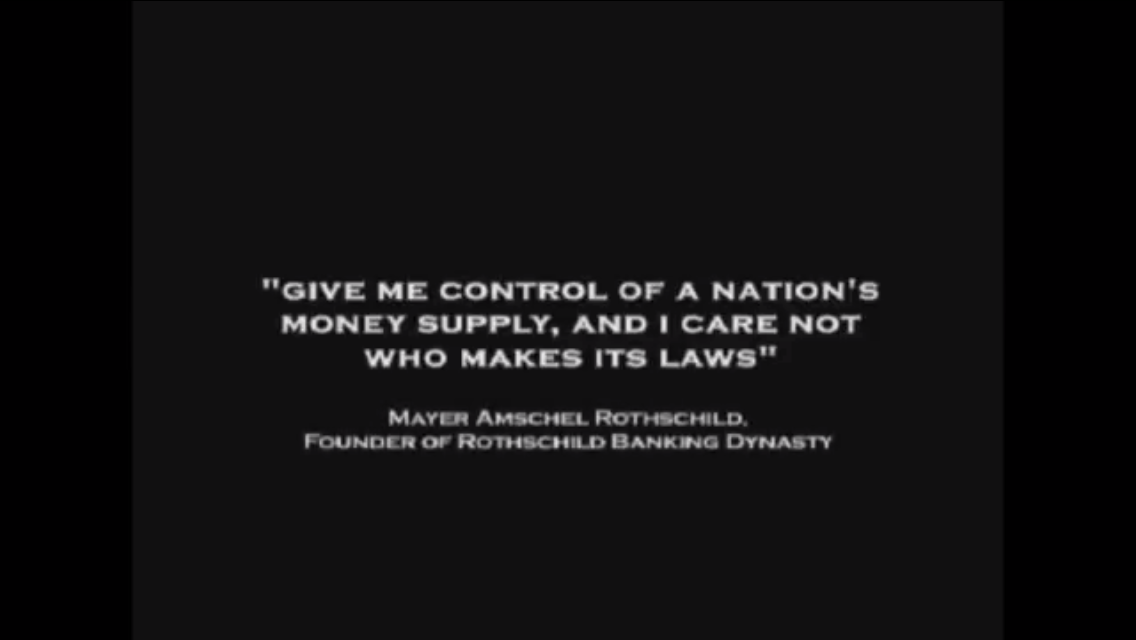 "GIVE ME CONTROL OF A NATION'S
MONEY SUPPLY, AND I CARE NOT
WHO MAKES ITS LAWS"
MAYER AMSCHEL ROTHSCHILD,
FOUNDER OF ROTHSCHILD BANKING DYNASTY